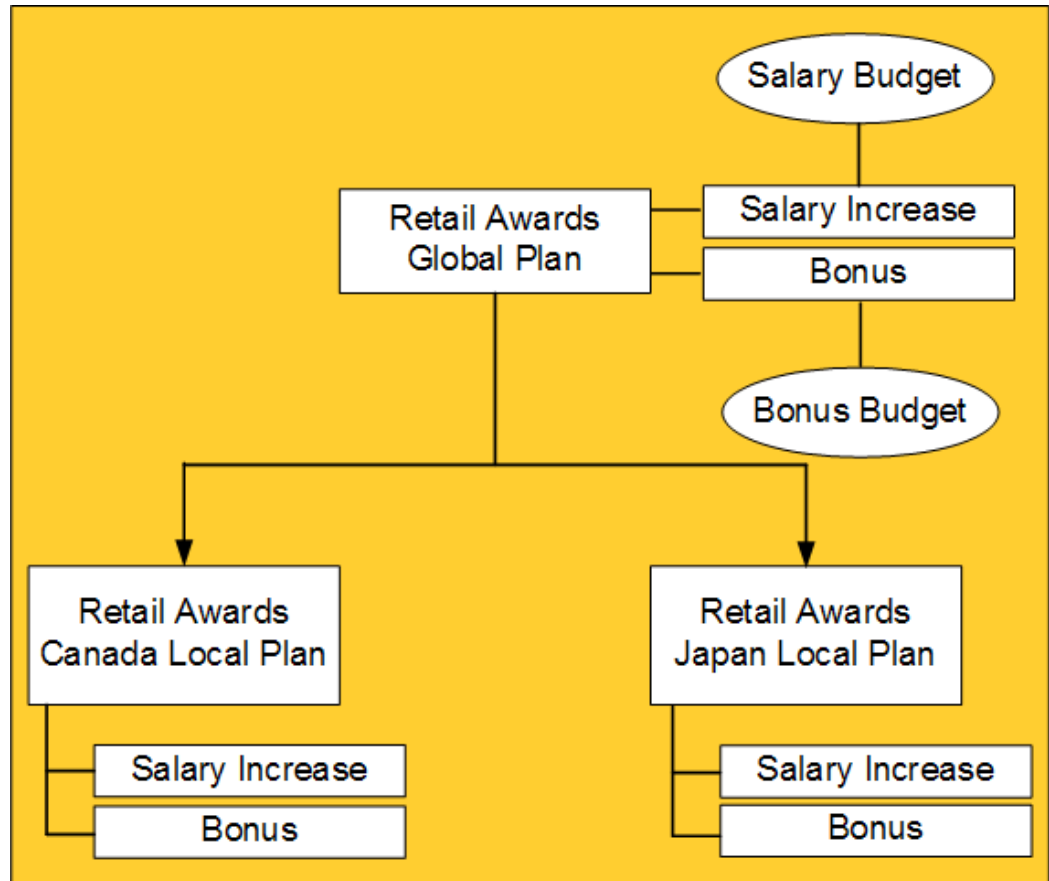 Salary Budget
Retail Awards
Global Plan
Salary Increase
Bonus
Bonus Budget
Retail Awards
Canada Local Plan
Salary Increase
Bonus
Retail Awards
Japan Local Plan
Salary Increase
Bonus